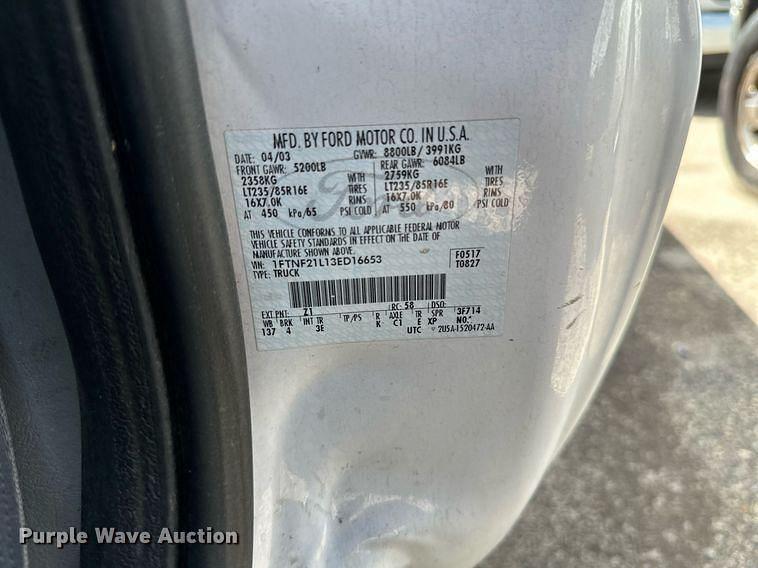 MFD. BY FORD MOTOR CO. IN U.S.A.
DATE: 04/03 GVWR: 8800LB/ 3991KG
FRONT GAWR: 5200LB REAR GAWR: 6084LB
2358KG WITH 2759KG WITH
LT235/85R16E TIRES LT235/85R16E TIRES
16X7.0K RIMS 16X7.0K RIMS
AT 450 kPa/65 PSI COLD AT 550 kPa/80 PSI COLD
THIS VEHICLE CONFORMS TO ALL APPLICABLE FEDERAL MOTOR
VEHICLE SAFETY STANDARDS IN EFFECT ON THE DATE OF
MANUFACTURE SHOWN ABOVE.
VIN: 1FTNF21L13ED16653 F0517
TYPE: TRUCK T0827
EXT PNT: Z1 RC: 58 DSO:
WB BRK INT TR TP/PS R AXLE TR SPR 3F714
137 4 3E K C1 E XP NO.
UTC 2U5A-1520472-AA
Ford
Purple Wave Auction